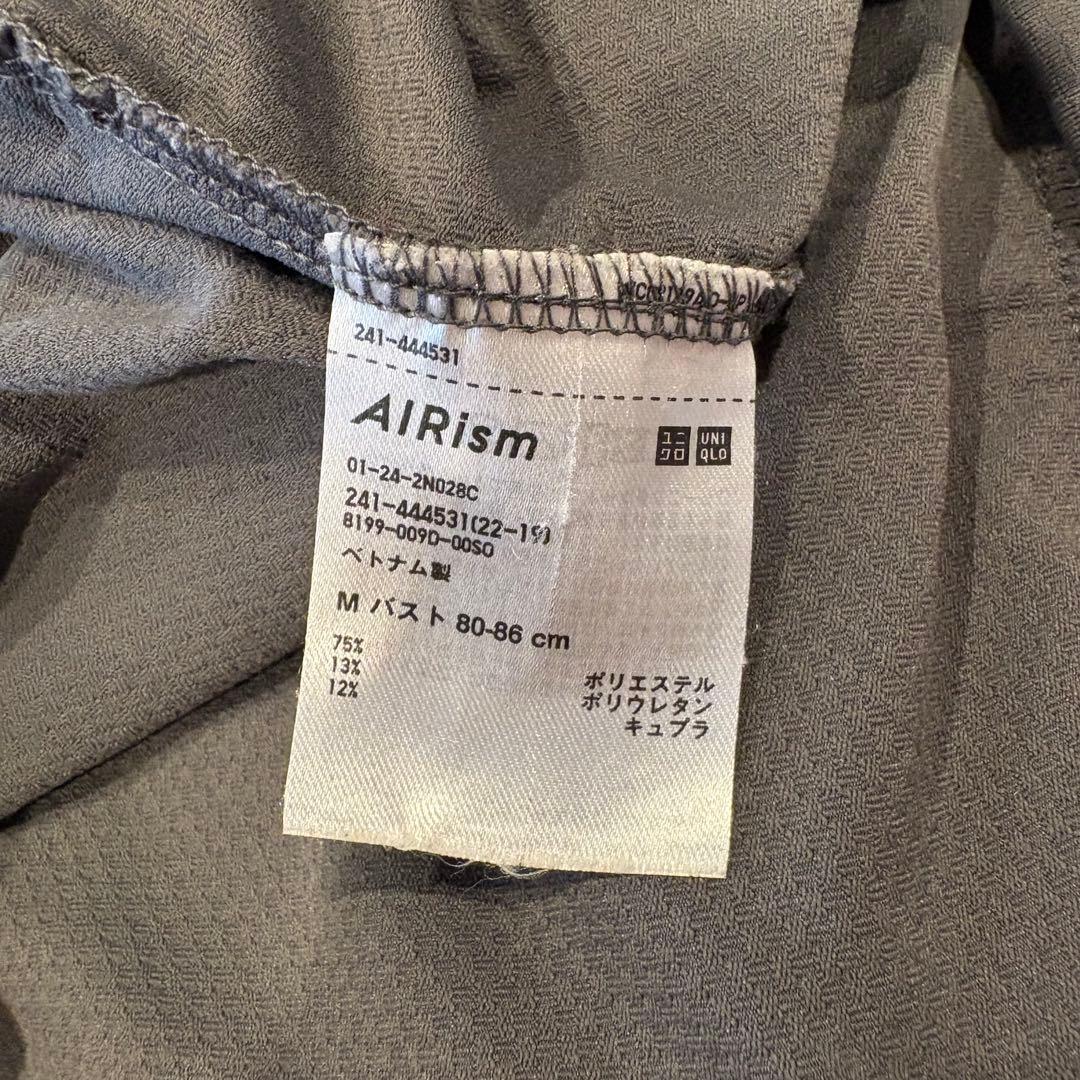 241-444531
AIRism
ユニクロ
UNIQLO
01-24-2N028C
241-444531(22-19)
8199-009D-00SO
ベトナム製
M バスト 80-86 cm
75% ポリエステル
13% ポリウレタン
12% キュプラ